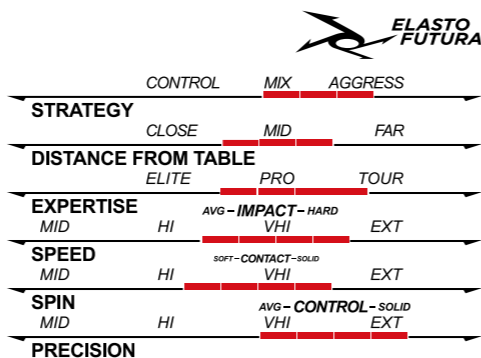 ELASTO
FUTURA
CONTROL MIX AGGRESS
STRATEGY
CLOSE MID FAR
DISTANCE FROM TABLE
ELITE PRO TOUR
EXPERTISE
AVG–IMPACT–HARD
MID HI VHI EXT
SPEED
SOFT–CONTACT–SOLID
MID HI VHI EXT
SPIN
AVG–CONTROL–SOLID
MID HI VHI EXT
PRECISION